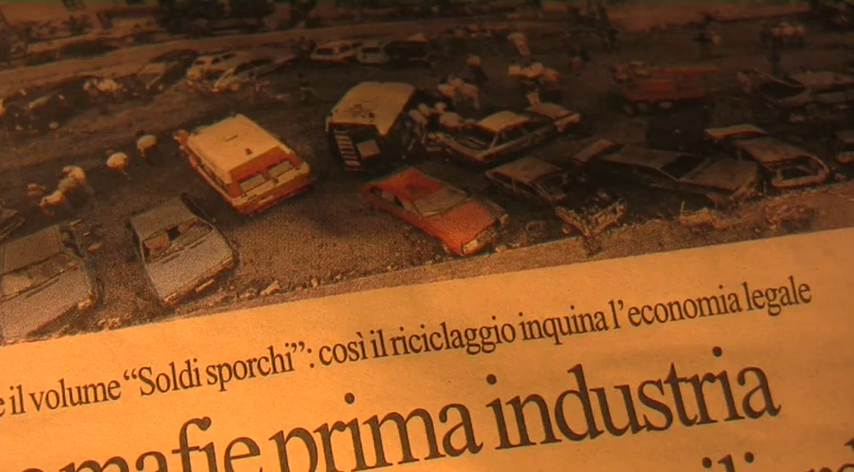 e il volume “Soldi sporchi”: così il riciclaggio inquina l’economia legale
mafie prima industria